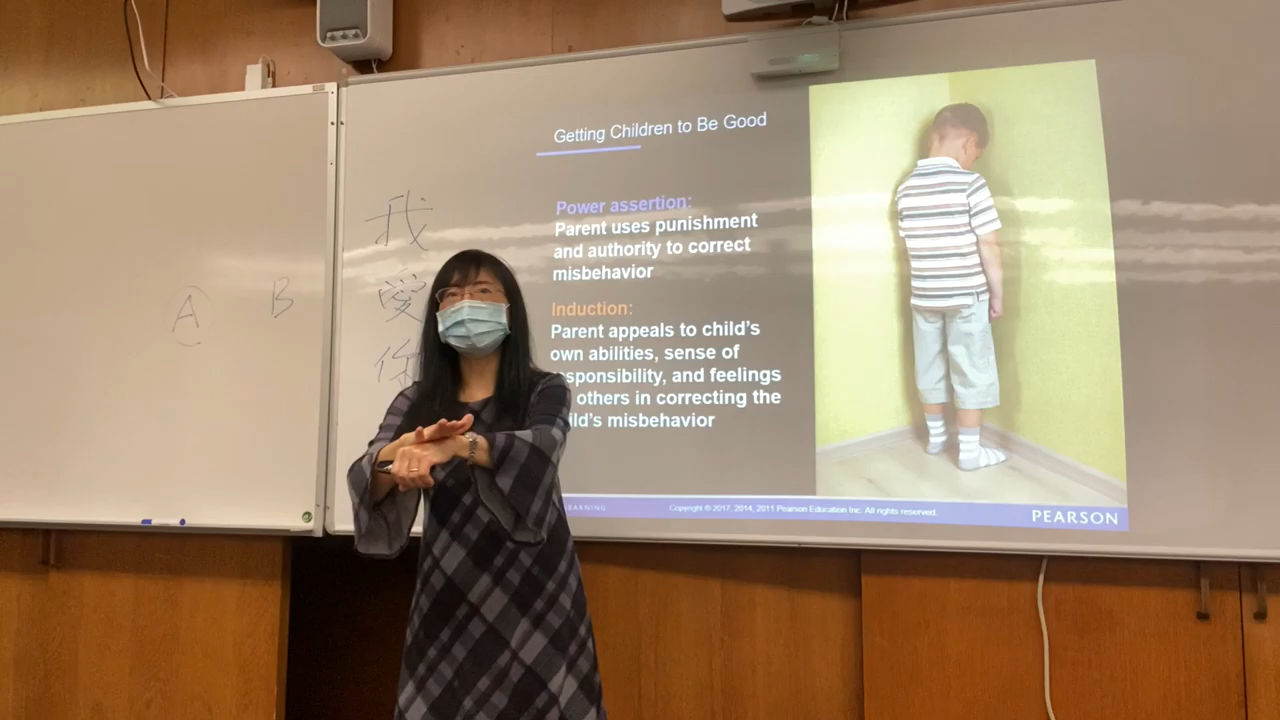 A B
我
愛
你
Getting Children to Be Good
Power assertion:
Parent uses punishment
and authority to correct
misbehavior
Induction:
Parent appeals to child's
own abilities, sense of
sponsibility, and feelings
others in correcting the
ild's misbehavior
LEARNING
Copyright © 2017, 2014, 2011 Pearson Education Inc. All rights reserved.
PEARSON